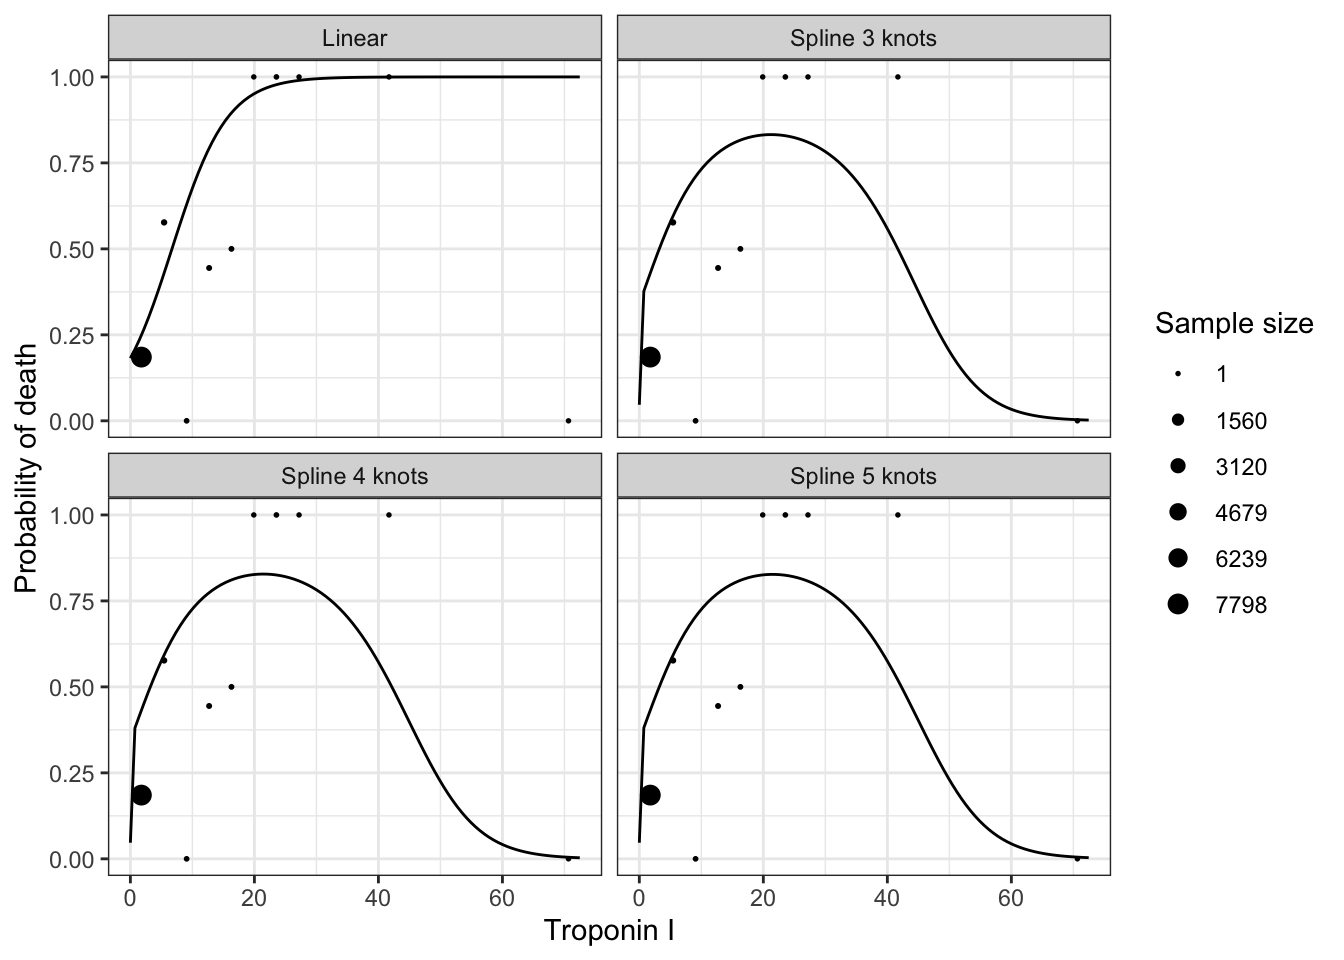 Linear
Spline 3 knots
1.00
0.75
0.50
0.25
0.00
Spline 4 knots
Spline 5 knots
1.00
0.75
0.50
0.25
0.00
0 20 40 60
0 20 40 60
Troponin I
Probability of death
Sample size
1
1560
3120
4679
6239
7798